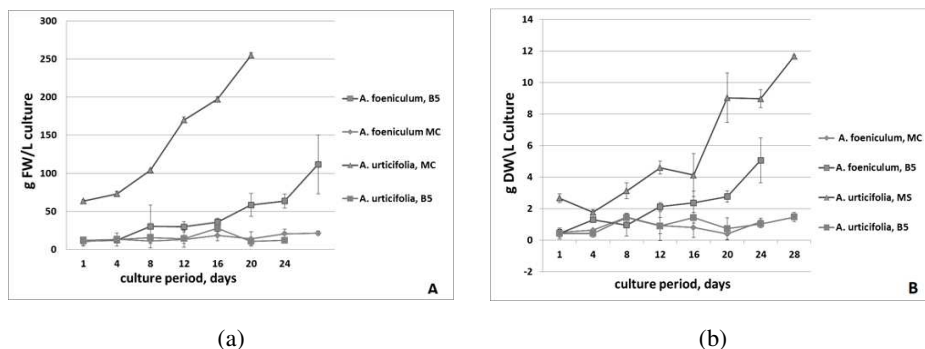 300
250
200
150
100
50
0
g FW/L culture
1 4 8 12 16 20 24
culture period, days
A. foeniculum, B5
A. foeniculum MC
A. urticifolia, MC
A. urticifolia, B5
A
14
12
10
8
6
4
2
0
-2
g DW\L Culture
1 4 8 12 16 20 24 28
culture period, days
A. foeniculum, MC
A. foeniculum, B5
A. urticifolia, MS
A. urticifolia, B5
B
(a)
(b)